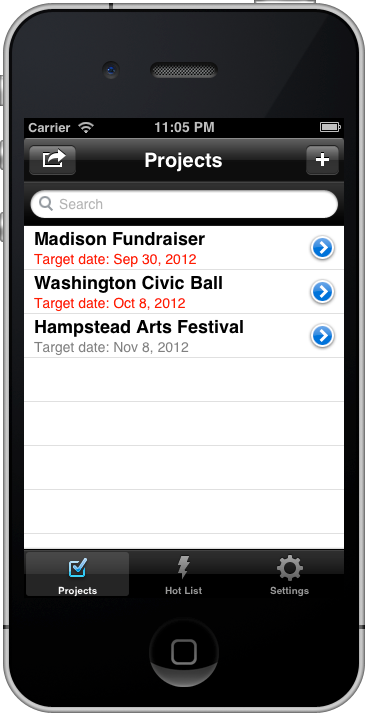 Carrier 11:05 PM
Projects
Search
Madison Fundraiser
Target date: Sep 30, 2012
Washington Civic Ball
Target date: Oct 8, 2012
Hampstead Arts Festival
Target date: Nov 8, 2012
Projects Hot List Settings